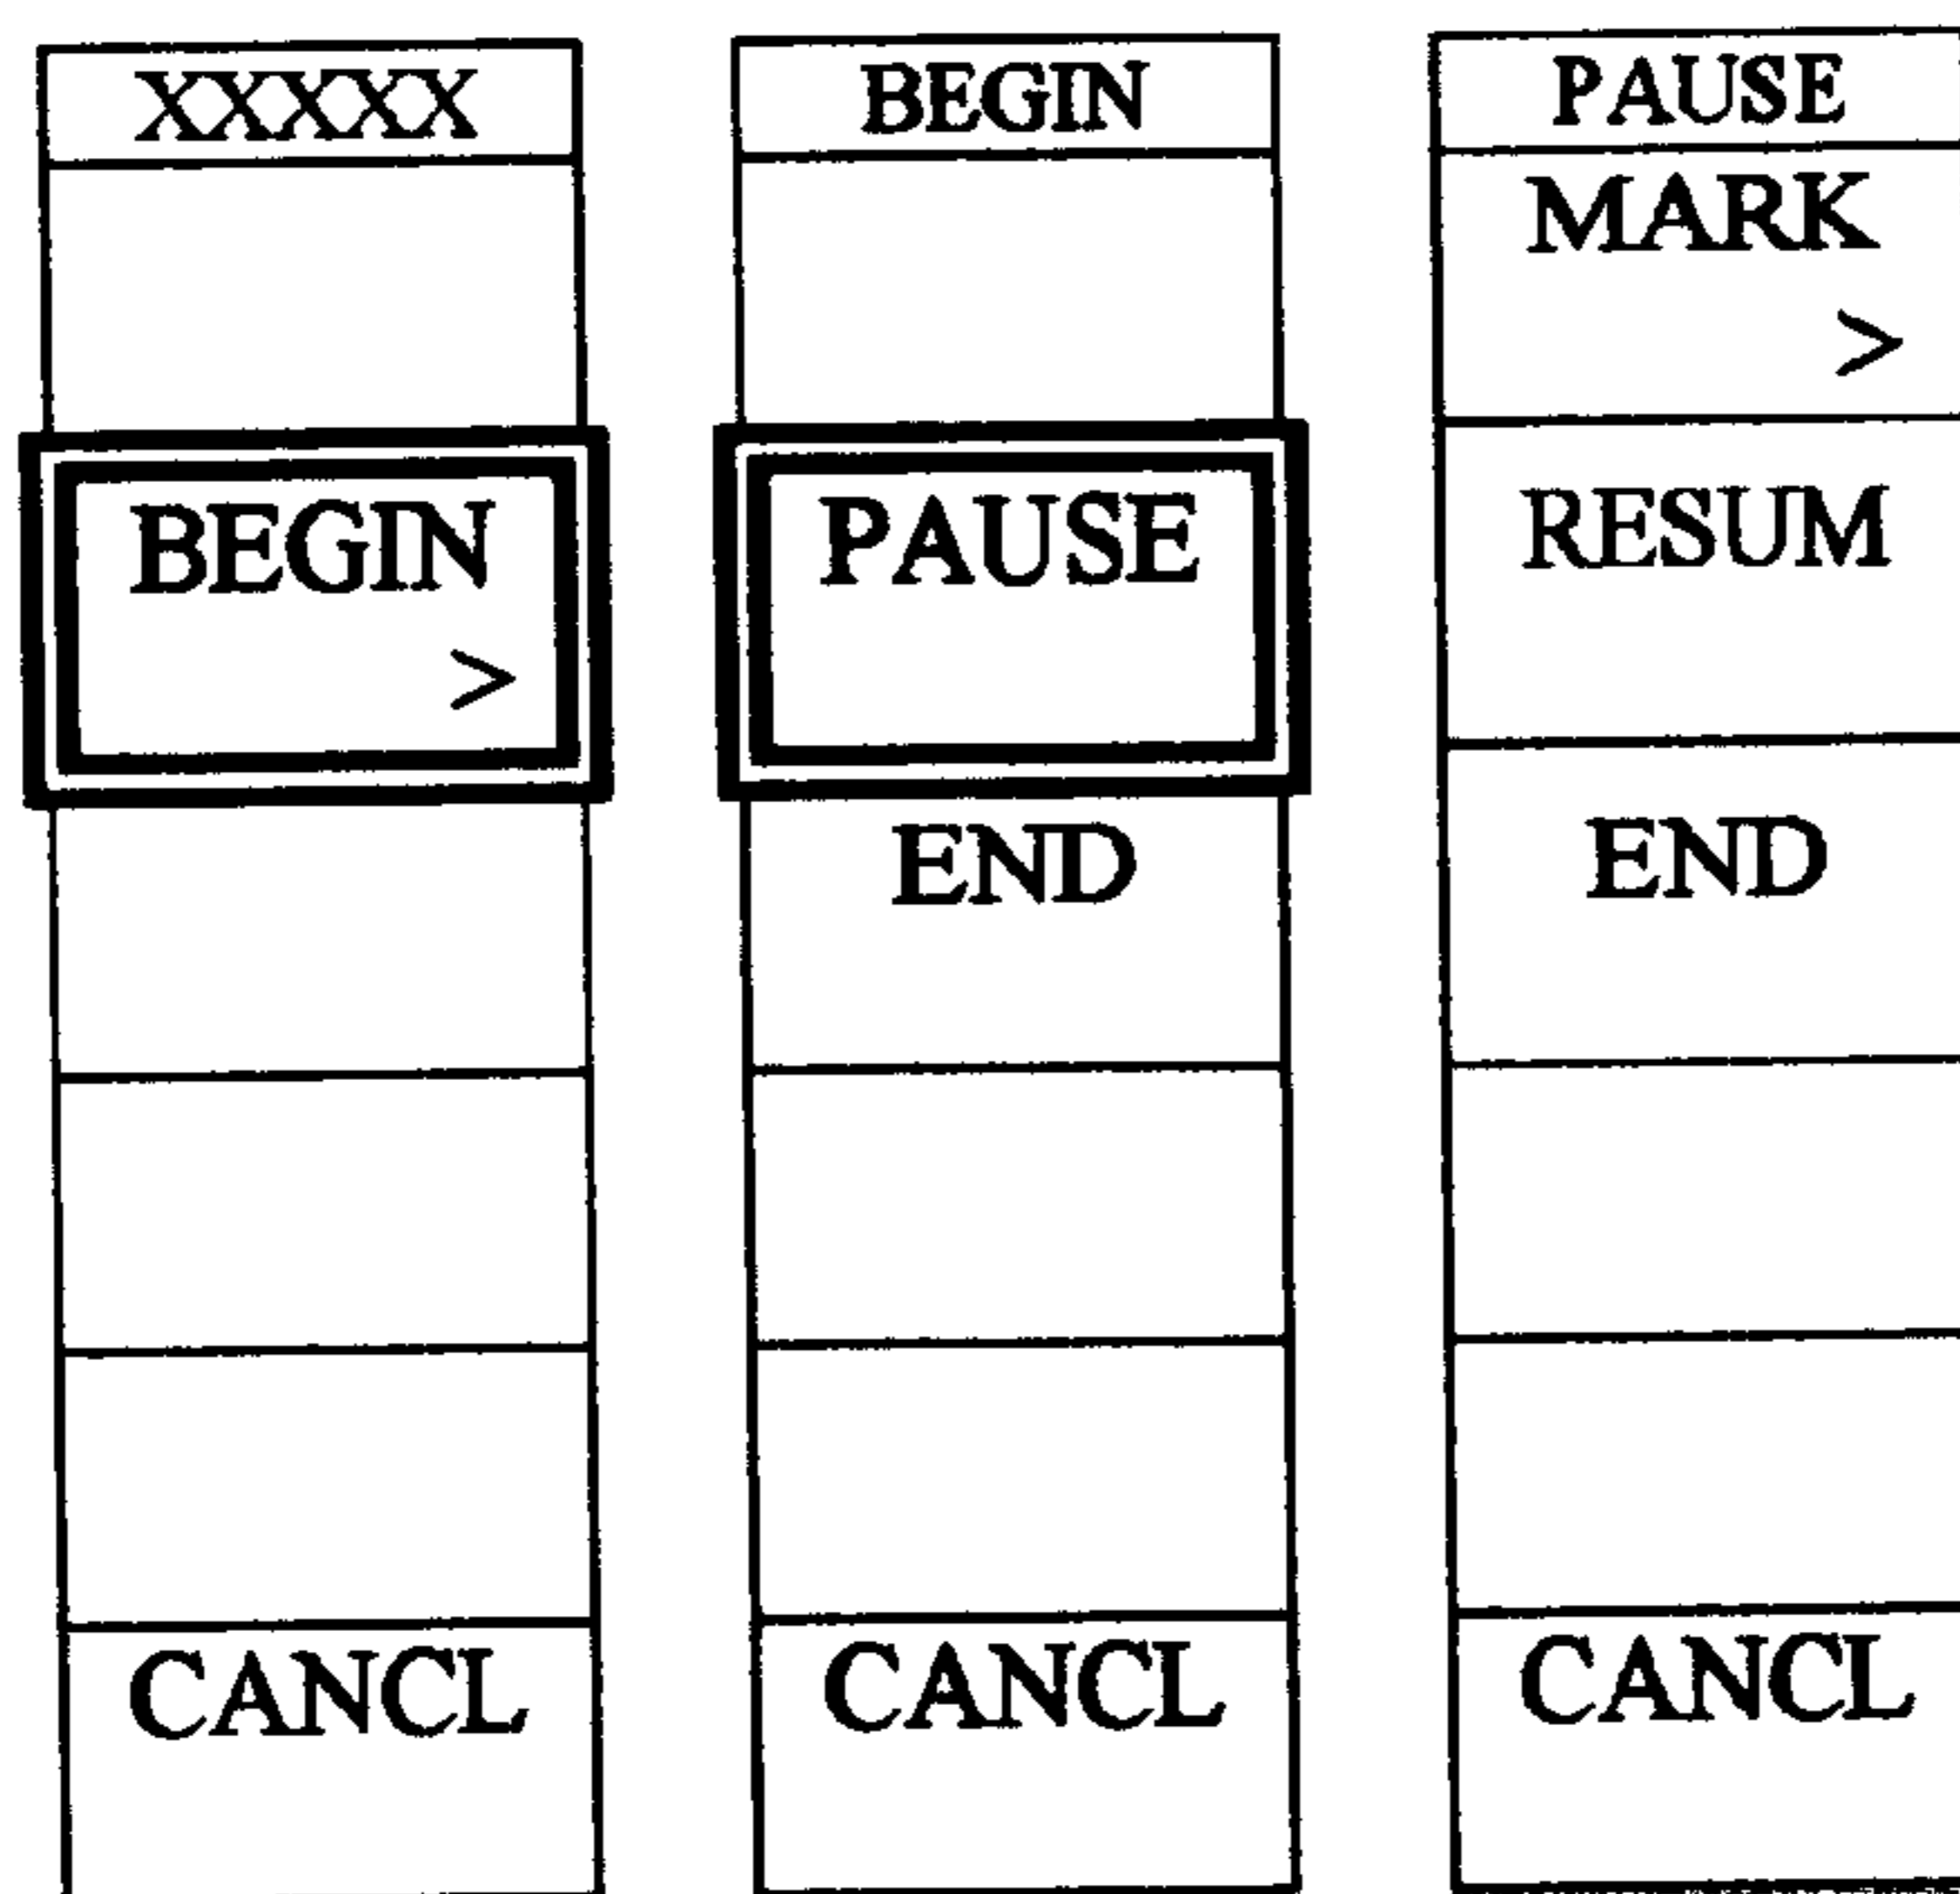 XXXXX
BEGIN
>
CANCL
BEGIN
PAUSE
END
CANCL
PAUSE
MARK
>
RESUM
END
CANCL